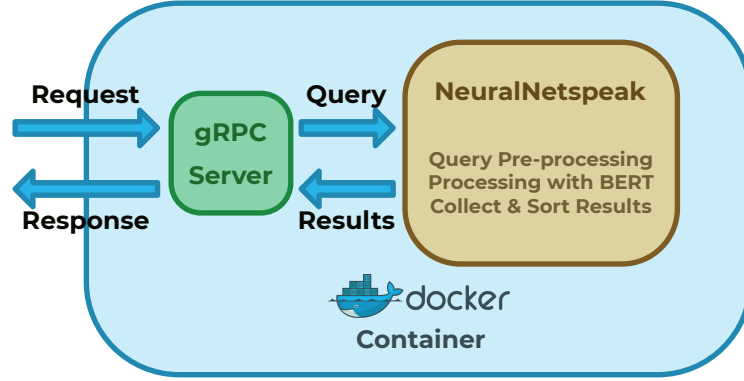 Request
Query
NeuralNetspeak
gRPC
Server
Query Pre-processing
Processing with BERT
Collect & Sort Results
Response
Results
docker
Container